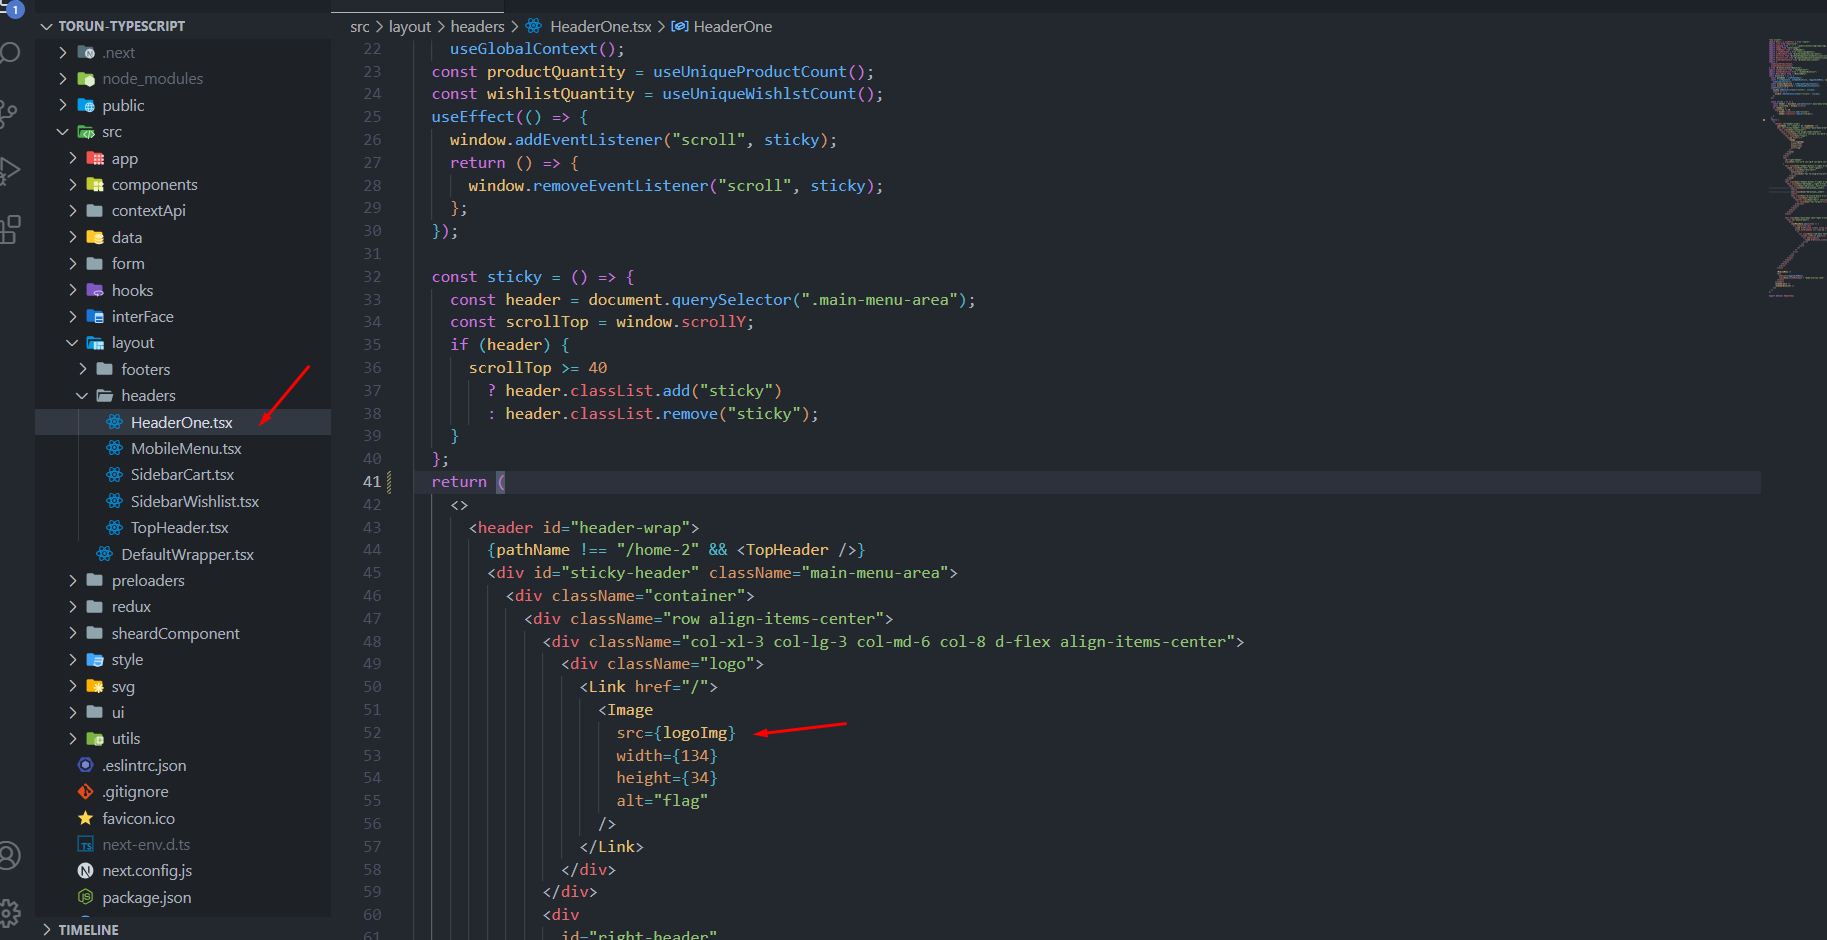 1
TORUN-TYPESCRIPT
.next
node_modules
public
src
app
components
contextApi
data
form
hooks
interFace
layout
footers
headers
HeaderOne.tsx
MobileMenu.tsx
SidebarCart.tsx
SidebarWishlist.tsx
TopHeader.tsx
DefaultWrapper.tsx
preloaders
redux
sheardComponent
style
svg
ui
utils
.eslintrc.json
.gitignore
favicon.ico
next-env.d.ts
next.config.js
package.json
TIMELINE
src > layout > headers > HeaderOne.tsx > HeaderOne
22 useGlobalContext();
23 const productQuantity = useUniqueProductCount();
24 const wishlistQuantity = useUniqueWishlstCount();
25 useEffect(() => {
26 window.addEventListener("scroll", sticky);
27 return () => {
28 window.removeEventListener("scroll", sticky);
29 };
30 });
31
32 const sticky = () => {
33 const header = document.querySelector(".main-menu-area");
34 const scrollTop = window.scrollY;
35 if (header) {
36 scrollTop >= 40
37 ? header.classList.add("sticky")
38 : header.classList.remove("sticky");
39 }
40 };
41 return (
42 <>
43 <header id="header-wrap">
44 {pathName !== "/home-2" && <TopHeader />}
45 <div id="sticky-header" className="main-menu-area">
46 <div className="container">
47 <div className="row align-items-center">
48 <div className="col-xl-3 col-lg-3 col-md-6 col-8 d-flex align-items-center">
49 <div className="logo">
50 <Link href="/">
51 <Image
52 src={logoImg}
53 width={134}
54 height={34}
55 alt="flag"
56 />
57 </Link>
58 </div>
59 </div>
60 <div
61 id="right-header"